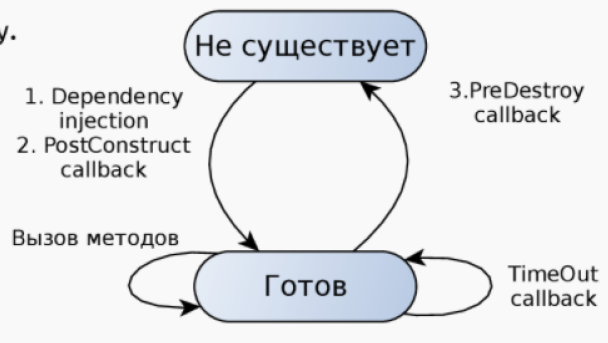 у.
Не существует
1. Dependency
injection
2. PostConstruct
callback
3.PreDestroy
callback
Вызов методов
Готов
TimeOut
callback